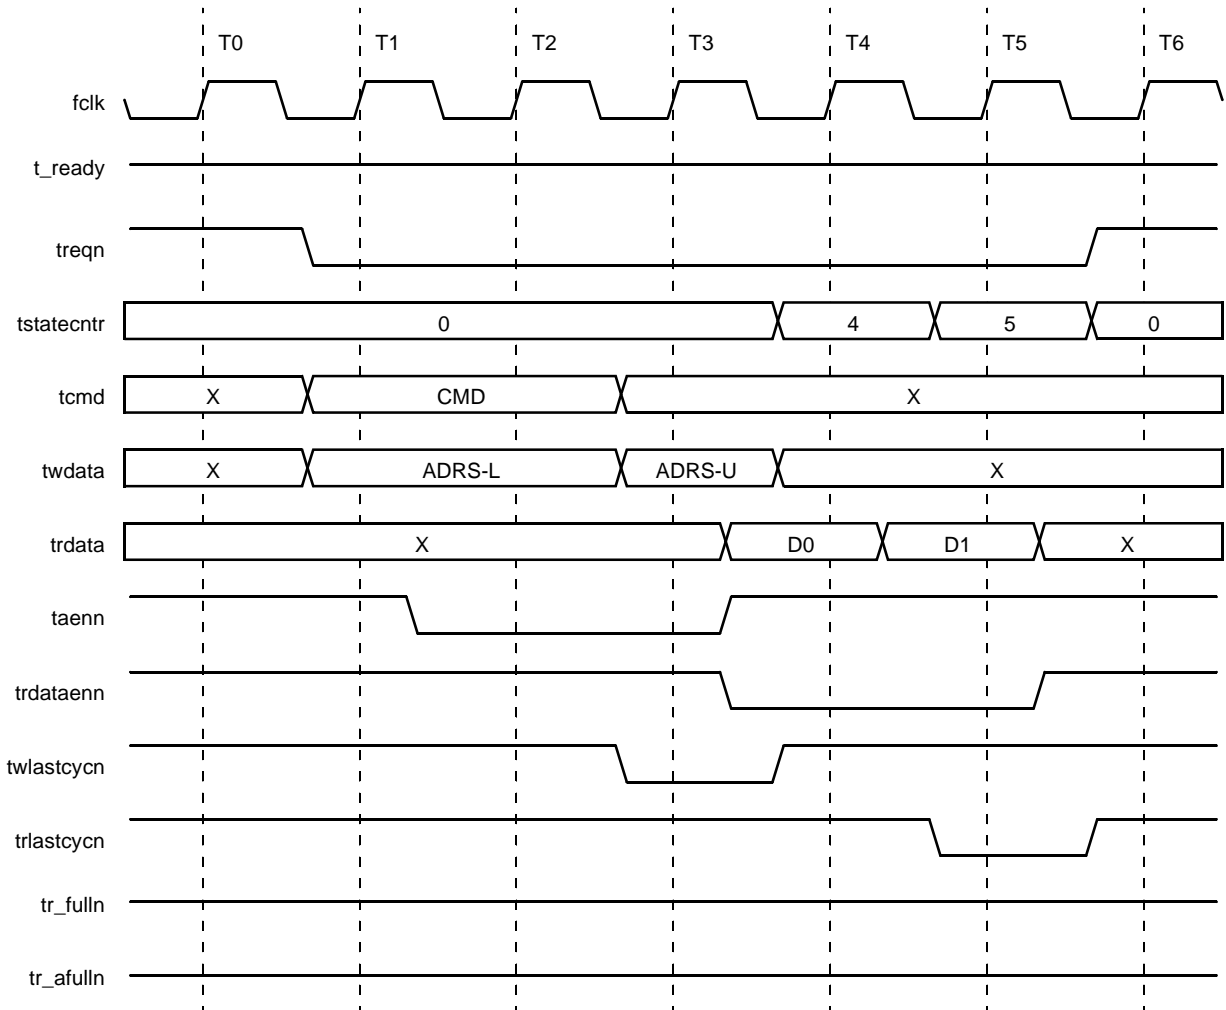 T0 T1 T2 T3 T4 T5 T6
fclk
t_ready
treqn
tstatecntr 0 4 5 0
tcmd X CMD X
twdata X ADRS-L ADRS-U X
trdata X D0 D1 X
taenn
trdataenn
twlastcycn
trlastcycn
tr_fulln
tr_afulln